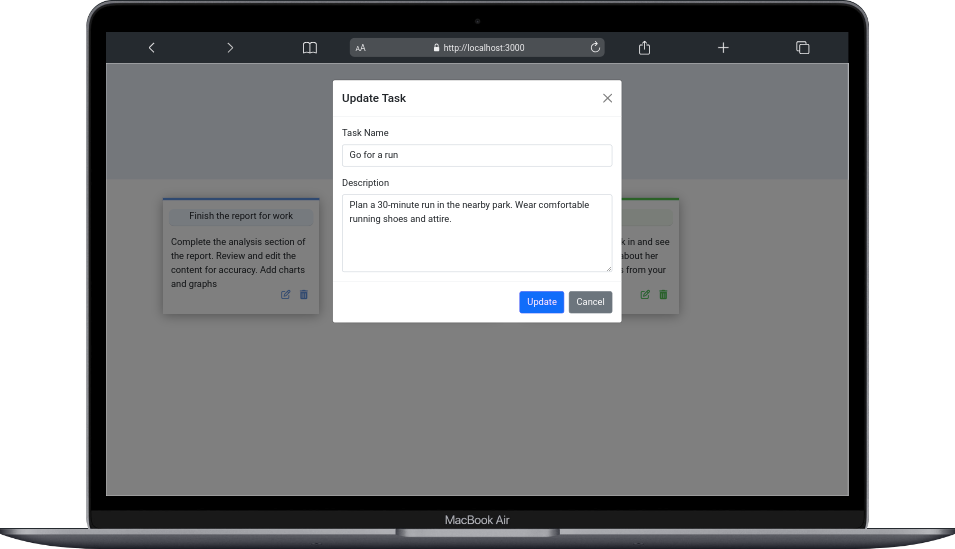 AA
http://localhost:3000
Update Task
Task Name
Go for a run
Description
Plan a 30-minute run in the nearby park. Wear comfortable
running shoes and attire.
Update
Cancel
Finish the report for work
Complete the analysis section of
the report. Review and edit the
content for accuracy. Add charts
and graphs
k in and see
about her
from your
MacBook Air